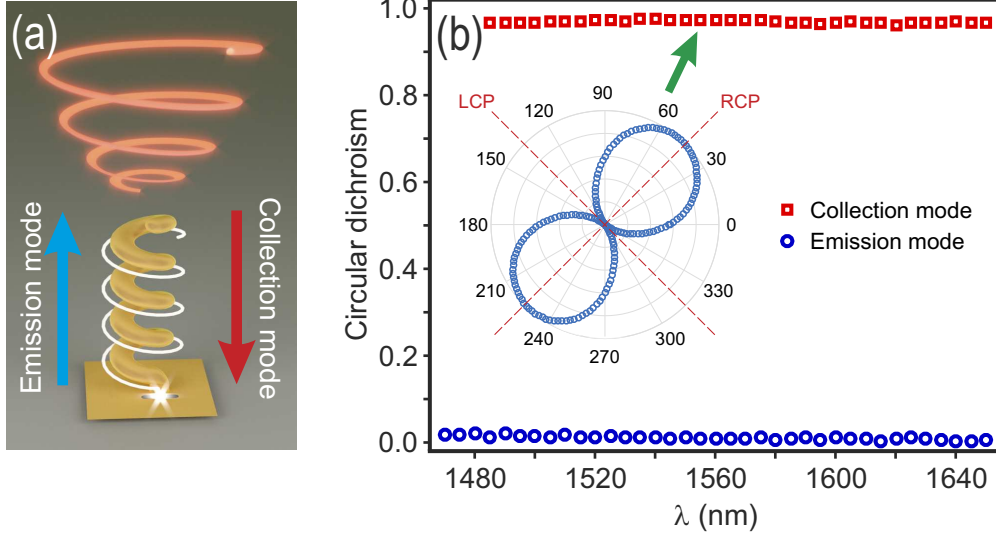 (a)
Emission mode
Collection mode
(b)
Circular dichroism
1.0
0.8
0.6
0.4
0.2
0.0
LCP
RCP
90
120
60
150
30
180
0
210
330
240
300
270
Collection mode
Emission mode
1480
1520
1560
1600
1640
λ (nm)